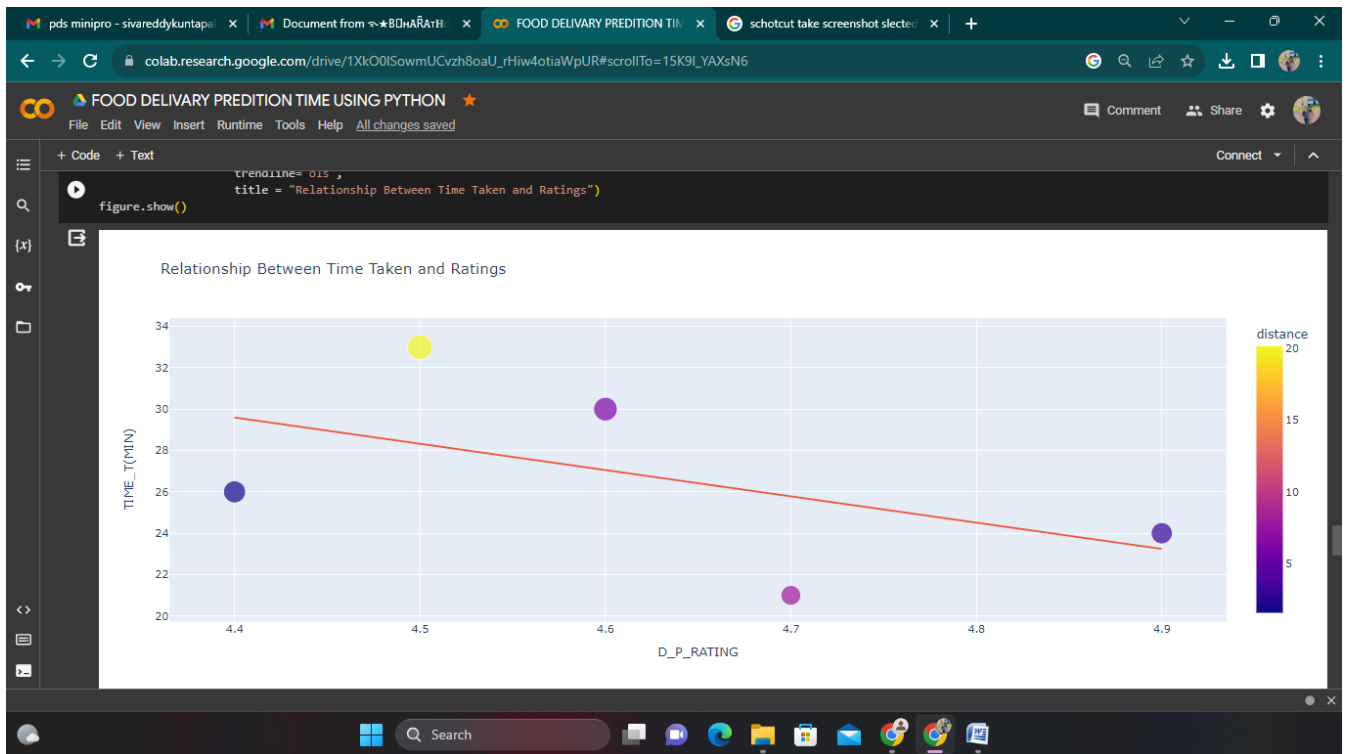 pds minipro - sivareddykuntapal
Document from
FOOD DELIVARY PREDITION TIM
schotcut take screenshot slected
colab.research.google.com/drive/1XkO0lSowmUCvzh8oaU_rHiw4otiaWpUR#scrollTo=15K9l_YAXsN6
FOOD DELIVARY PREDITION TIME USING PYTHON
File Edit View Insert Runtime Tools Help All changes saved
Comment Share
+ Code + Text
Connect
trendline="ols",
title = "Relationship Between Time Taken and Ratings")
figure.show()
{x}
Relationship Between Time Taken and Ratings
distance
34
32
30
28
26
24
22
20
TIME_T(MIN)
4.4 4.5 4.6 4.7 4.8 4.9
D_P_RATING
20
15
10
5
Search